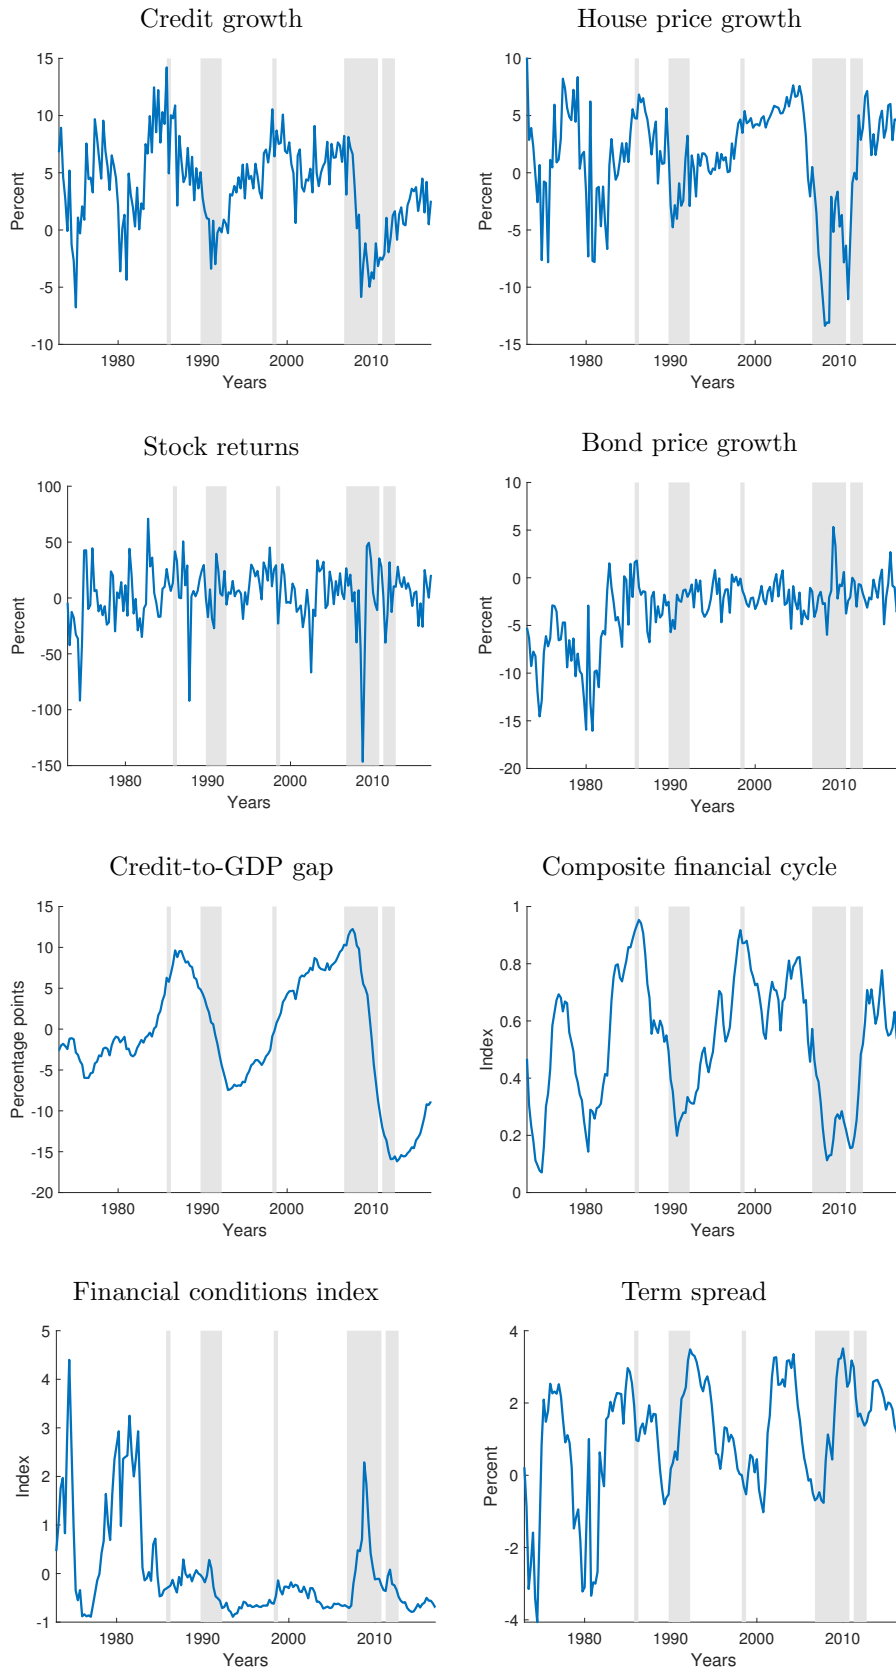 Credit growth
15
10
5
0
-5
-10
Percent
1980 1990 2000 2010
Years
House price growth
10
5
0
-5
-10
-15
Percent
1980 1990 2000 2010
Years
Stock returns
100
50
0
-50
-100
-150
Percent
1980 1990 2000 2010
Years
Bond price growth
10
5
0
-5
-10
-15
-20
Percent
1980 1990 2000 2010
Years
Credit-to-GDP gap
15
10
5
0
-5
-10
-15
-20
Percentage points
1980 1990 2000 2010
Years
Composite financial cycle
1
0.8
0.6
0.4
0.2
0
Index
1980 1990 2000 2010
Years
Financial conditions index
5
4
3
2
1
0
-1
Index
1980 1990 2000 2010
Years
Term spread
4
2
0
-2
-4
Percent
1980 1990 2000 2010
Years